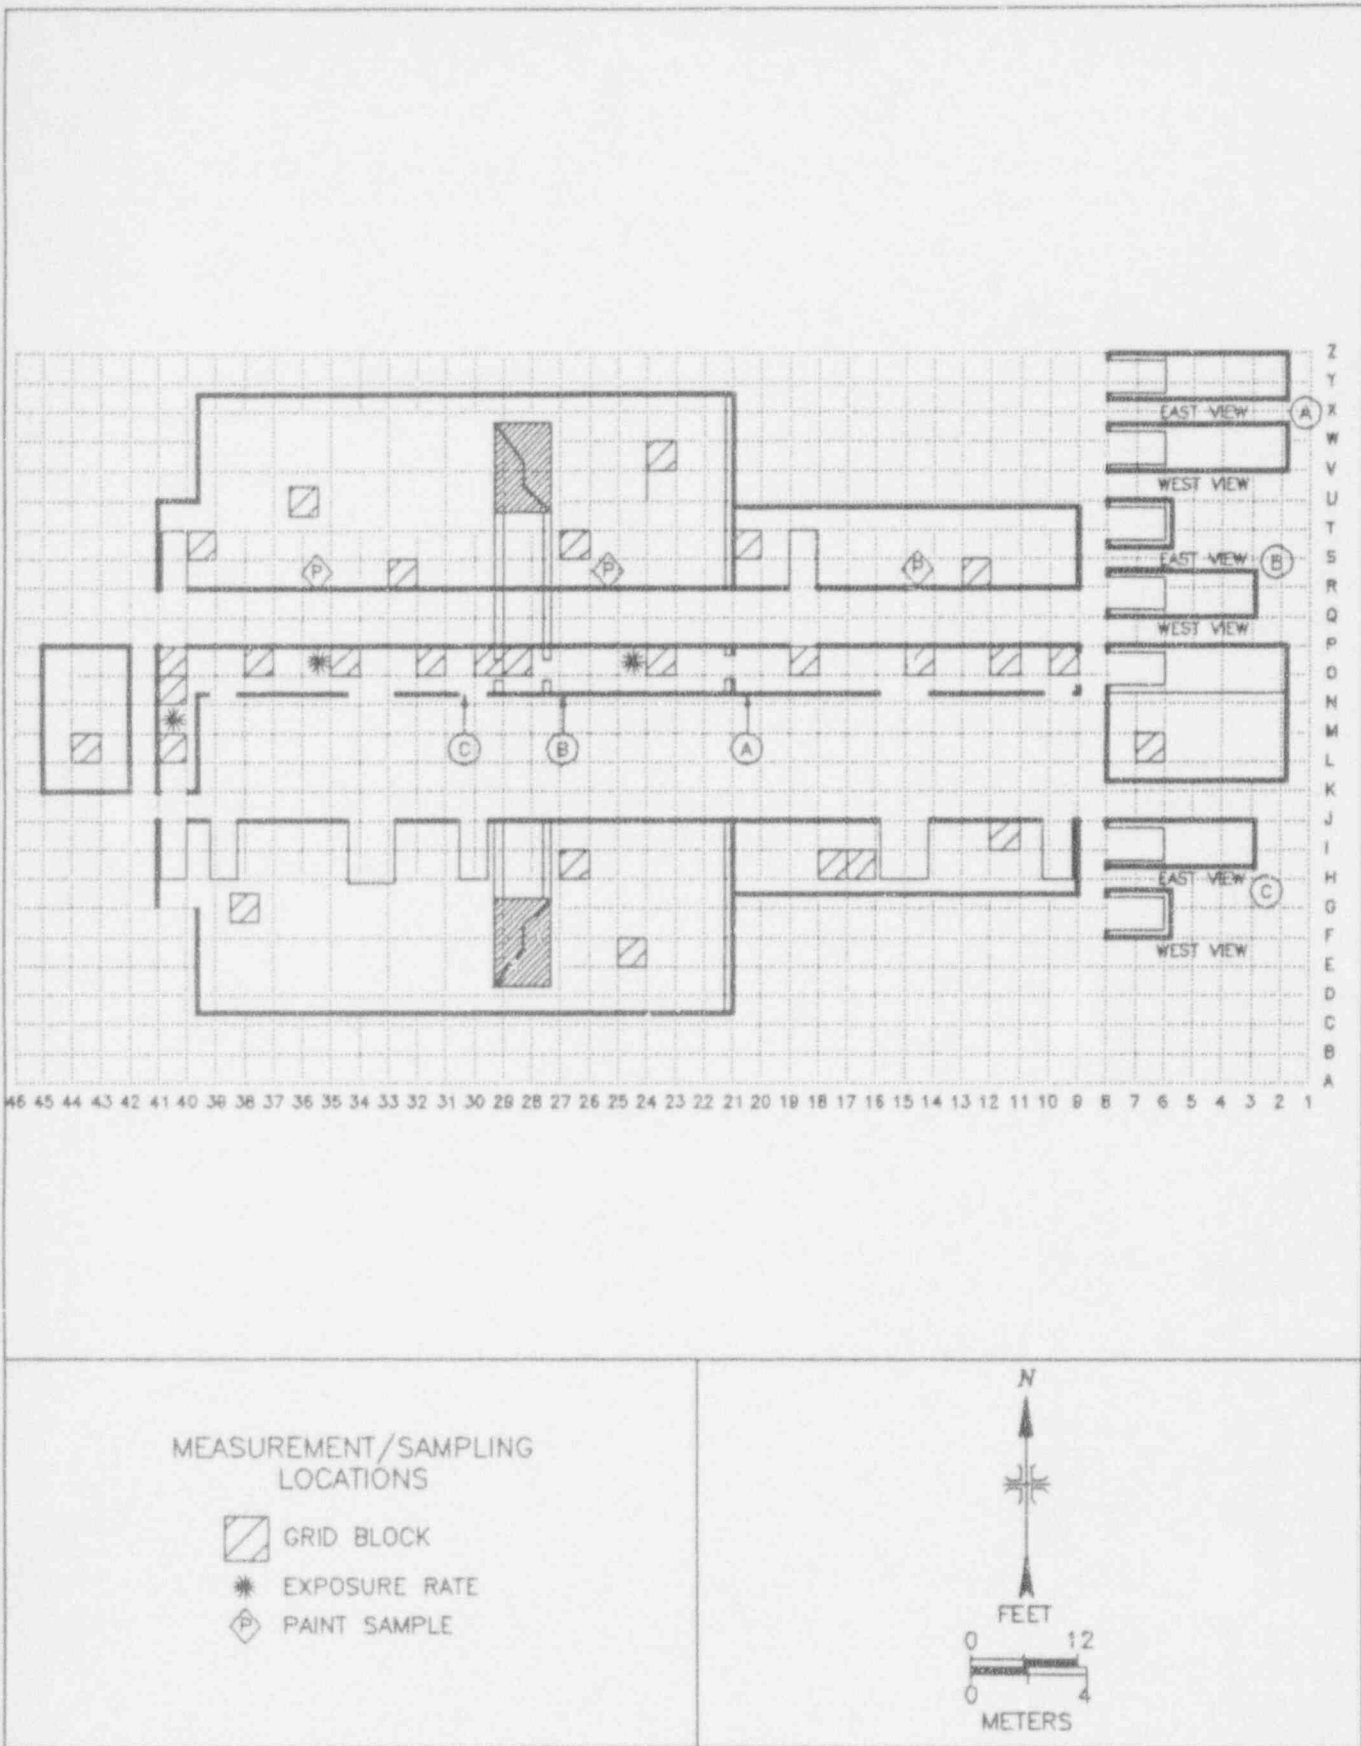 Z
Y
EAST VIEW
A
X
W
V
WEST VIEW
U
T
S
EAST VIEW
B
P
P
P
R
Q
WEST VIEW
P
O
N
M
C
B
A
L
K
J
I
H
EAST VIEW
C
G
F
WEST VIEW
E
D
C
B
A
46 45 44 43 42 41 40 39 38 37 36 35 34 33 32 31 30 29 28 27 26 25 24 23 22 21 20 19 18 17 16 15 14 13 12 11 10 9 8 7 6 5 4 3 2 1
MEASUREMENT/SAMPLING
LOCATIONS
GRID BLOCK
EXPOSURE RATE
P PAINT SAMPLE
N
FEET
0 12
0 4
METERS